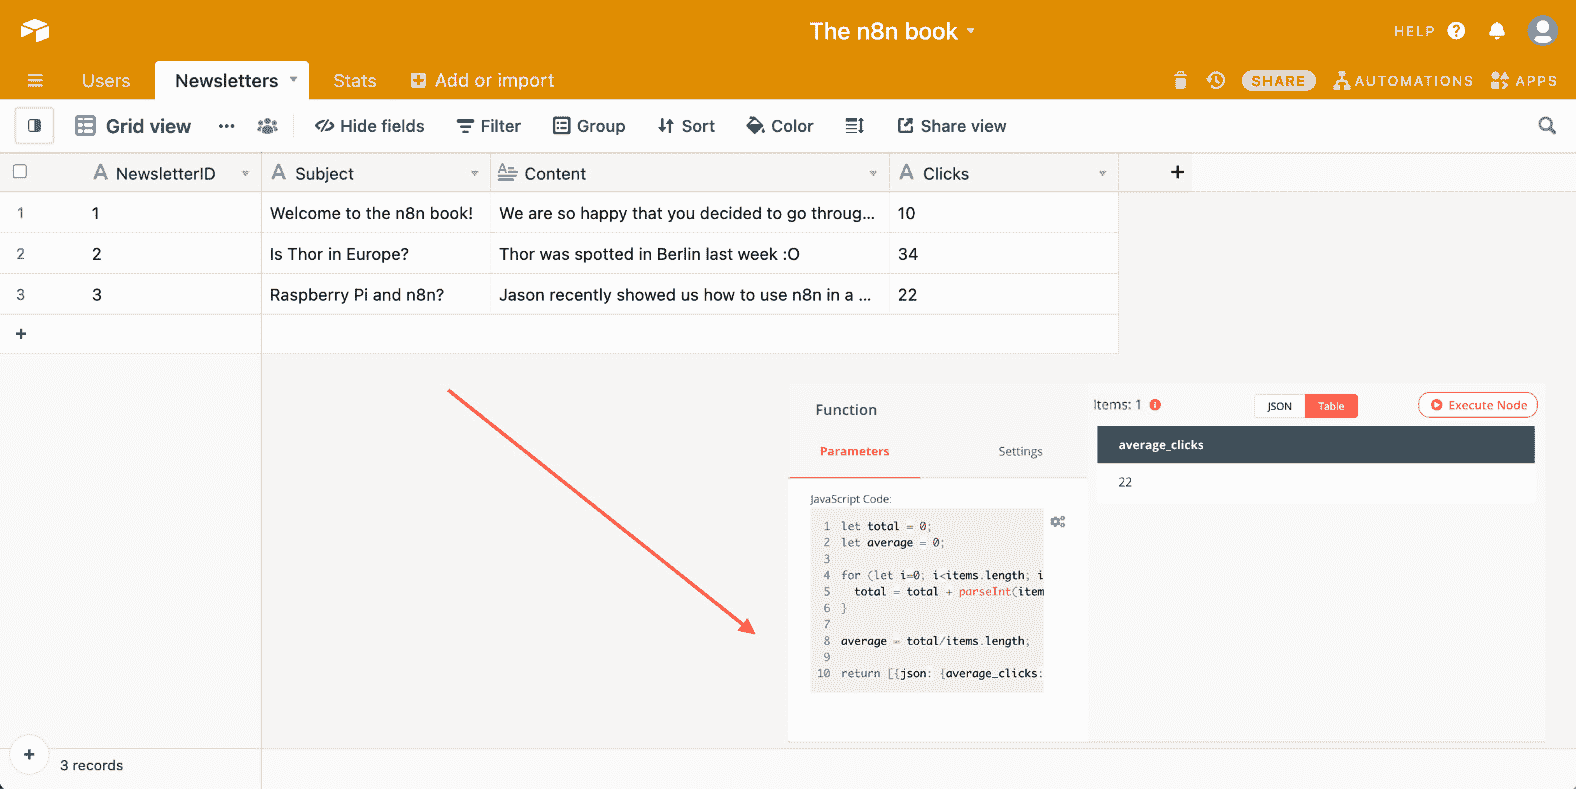 The n8n book
HELP
Users
Newsletters
Stats
Add or import
SHARE
AUTOMATIONS
APPS
Grid view
Hide fields
Filter
Group
Sort
Color
Share view
NewsletterID
Subject
Content
Clicks
1 1 Welcome to the n8n book! We are so happy that you decided to go throug... 10
2 2 Is Thor in Europe? Thor was spotted in Berlin last week :O 34
3 3 Raspberry Pi and n8n? Jason recently showed us how to use n8n in a ... 22
Function
Parameters
Settings
JavaScript Code:
1 let total = 0;
2 let average = 0;
3
4 for (let i=0; i<items.length; i
5 total = total + parseInt(item
6 }
7
8 average = total/items.length;
9
10 return [{json: {average_clicks:
Items: 1
JSON
Table
Execute Node
average_clicks
22
3 records